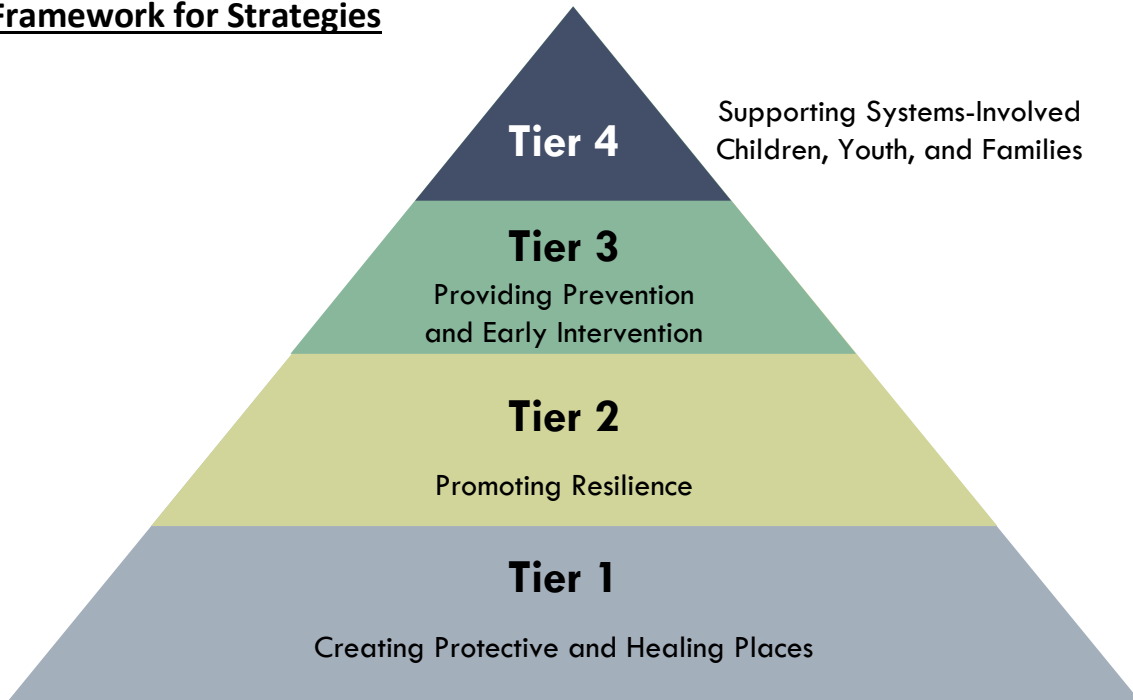 Framework for Strategies
Tier 4
Supporting Systems-Involved
Children, Youth, and Families
Tier 3
Providing Prevention
and Early Intervention
Tier 2
Promoting Resilience
Tier 1
Creating Protective and Healing Places